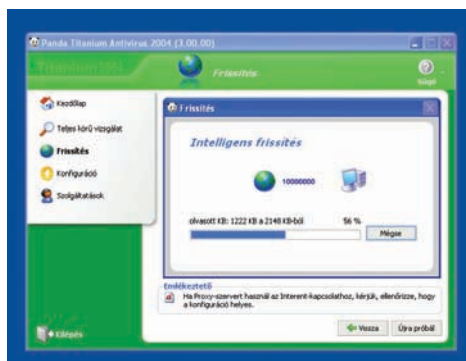 Panda Titanium Antivirus 2004 (3.00.00)
Frissítés
Súgó
Kezdőlap
Teljes körű vizsgálat
Frissítés
Konfiguráció
Szolgáltatások
Frissítés
Intelligens frissítés
10000000
olvasott KB: 1222 KB a 2148 KB-ból
56 %
Mégse
Emlékeztető
Ha Proxy-szervert használ az Interent-kapcsolathoz, kérjük, ellenőrizze, hogy
a konfiguráció helyes.
Kilépés
Vissza
Újra próbál